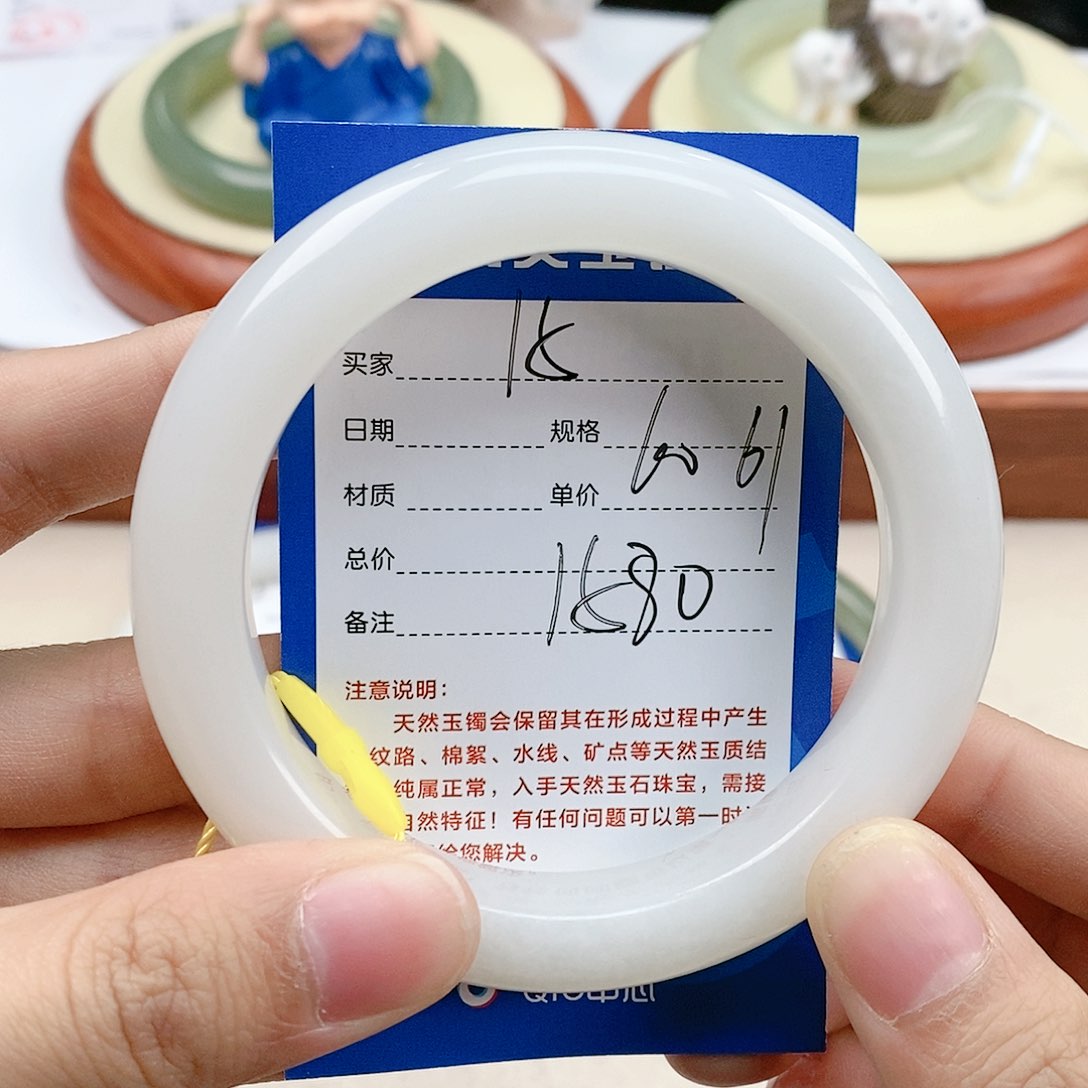 买家 18
日期 规格 60 61
材质 单价
总价
备注 1880
注意说明：
天然玉镯会保留其在形成过程中产生
纹路、棉絮、水线、矿点等天然玉质结
纯属正常，入手天然玉石珠宝，需接
自然特征！有任何问题可以第一时
给您解决。